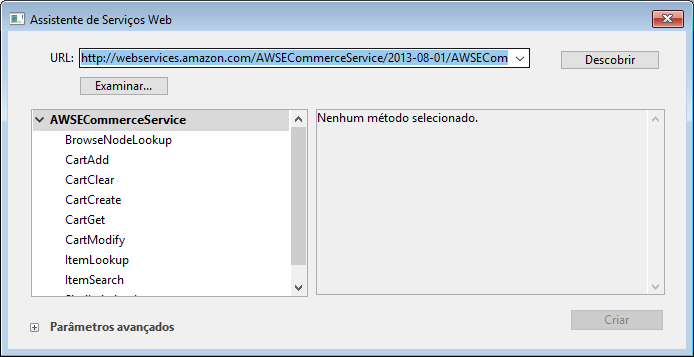 Assistente de Serviços Web
URL: http://webservices.amazon.com/AWSECommerceService/2013-08-01/AWSECom
Descobrir
Examinar...
AWSECommerceService
BrowseNodeLookup
CartAdd
CartClear
CartCreate
CartGet
CartModify
ItemLookup
ItemSearch
Nenhum método selecionado.
Parâmetros avançados
Criar